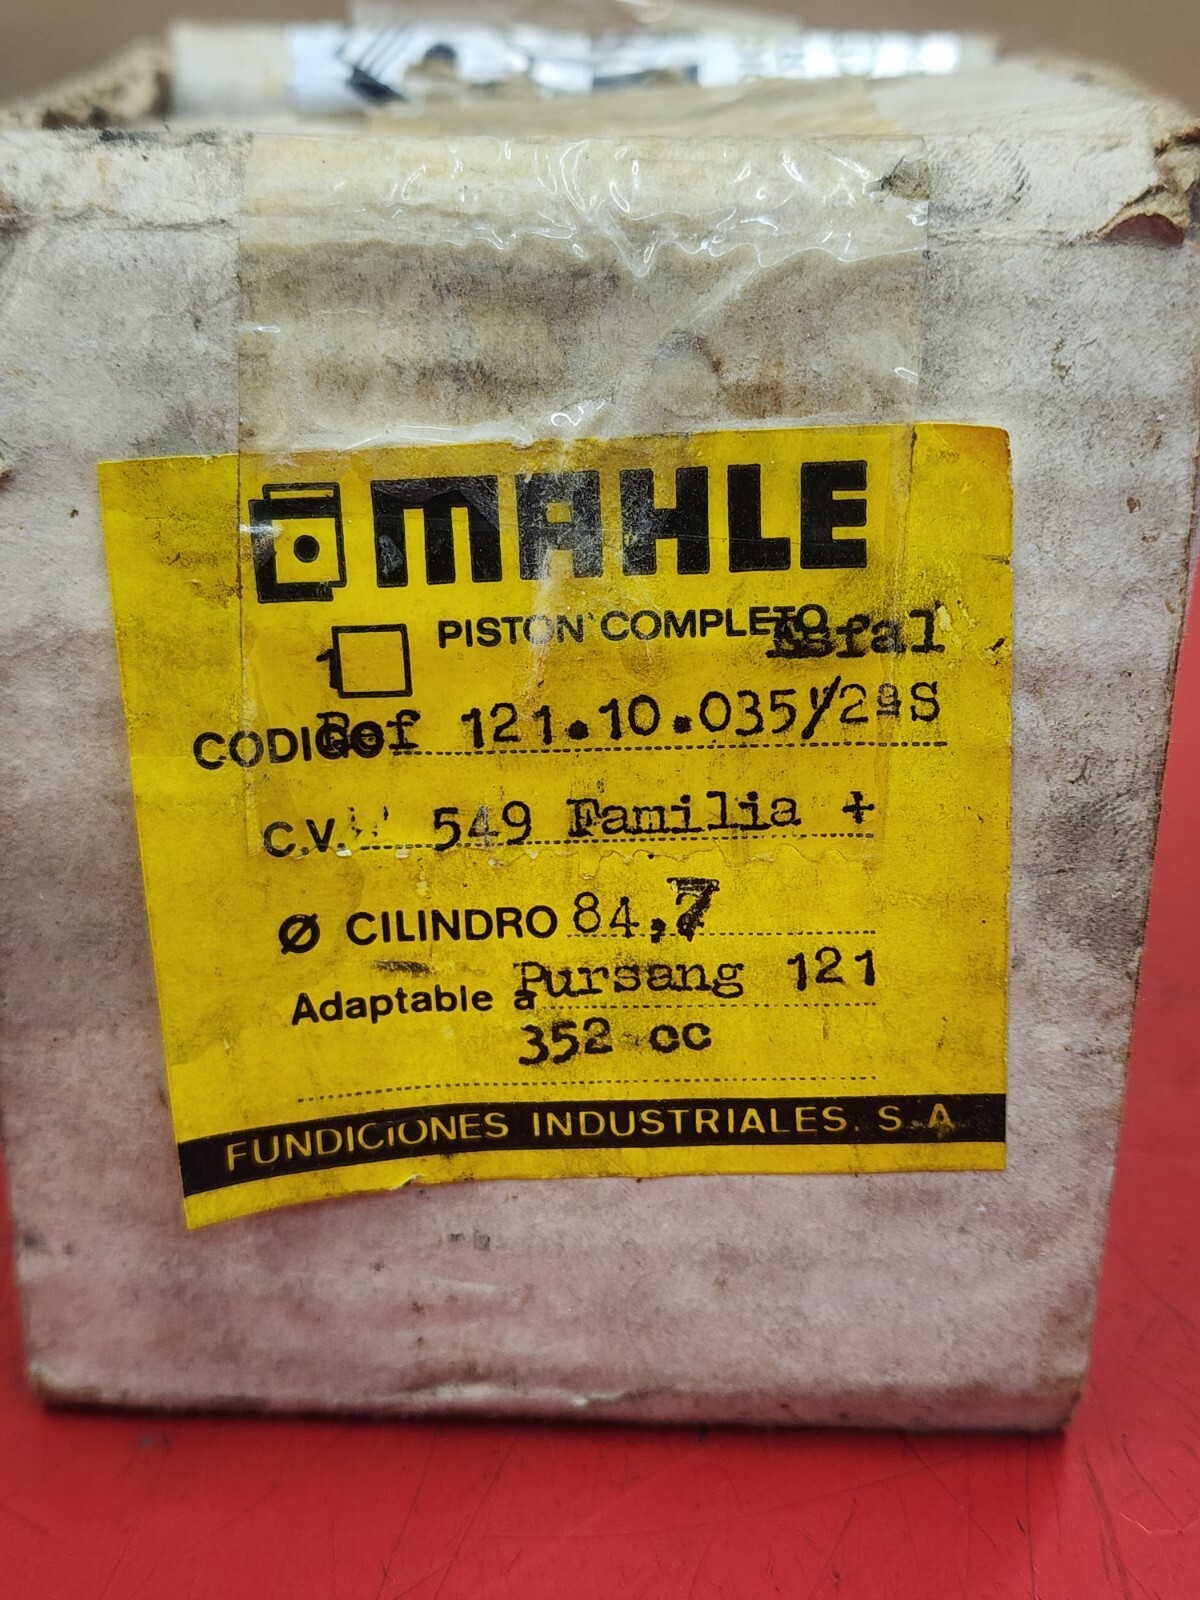 MAHLE
PISTON COMPLETO
1 Asfal
CODIGO Ref 121.10.035/2ªS
C.V. 549 Familia +
Ø CILINDRO 84,7
Adaptable a Pursang 121
352 cc
FUNDICIONES INDUSTRIALES. S.A